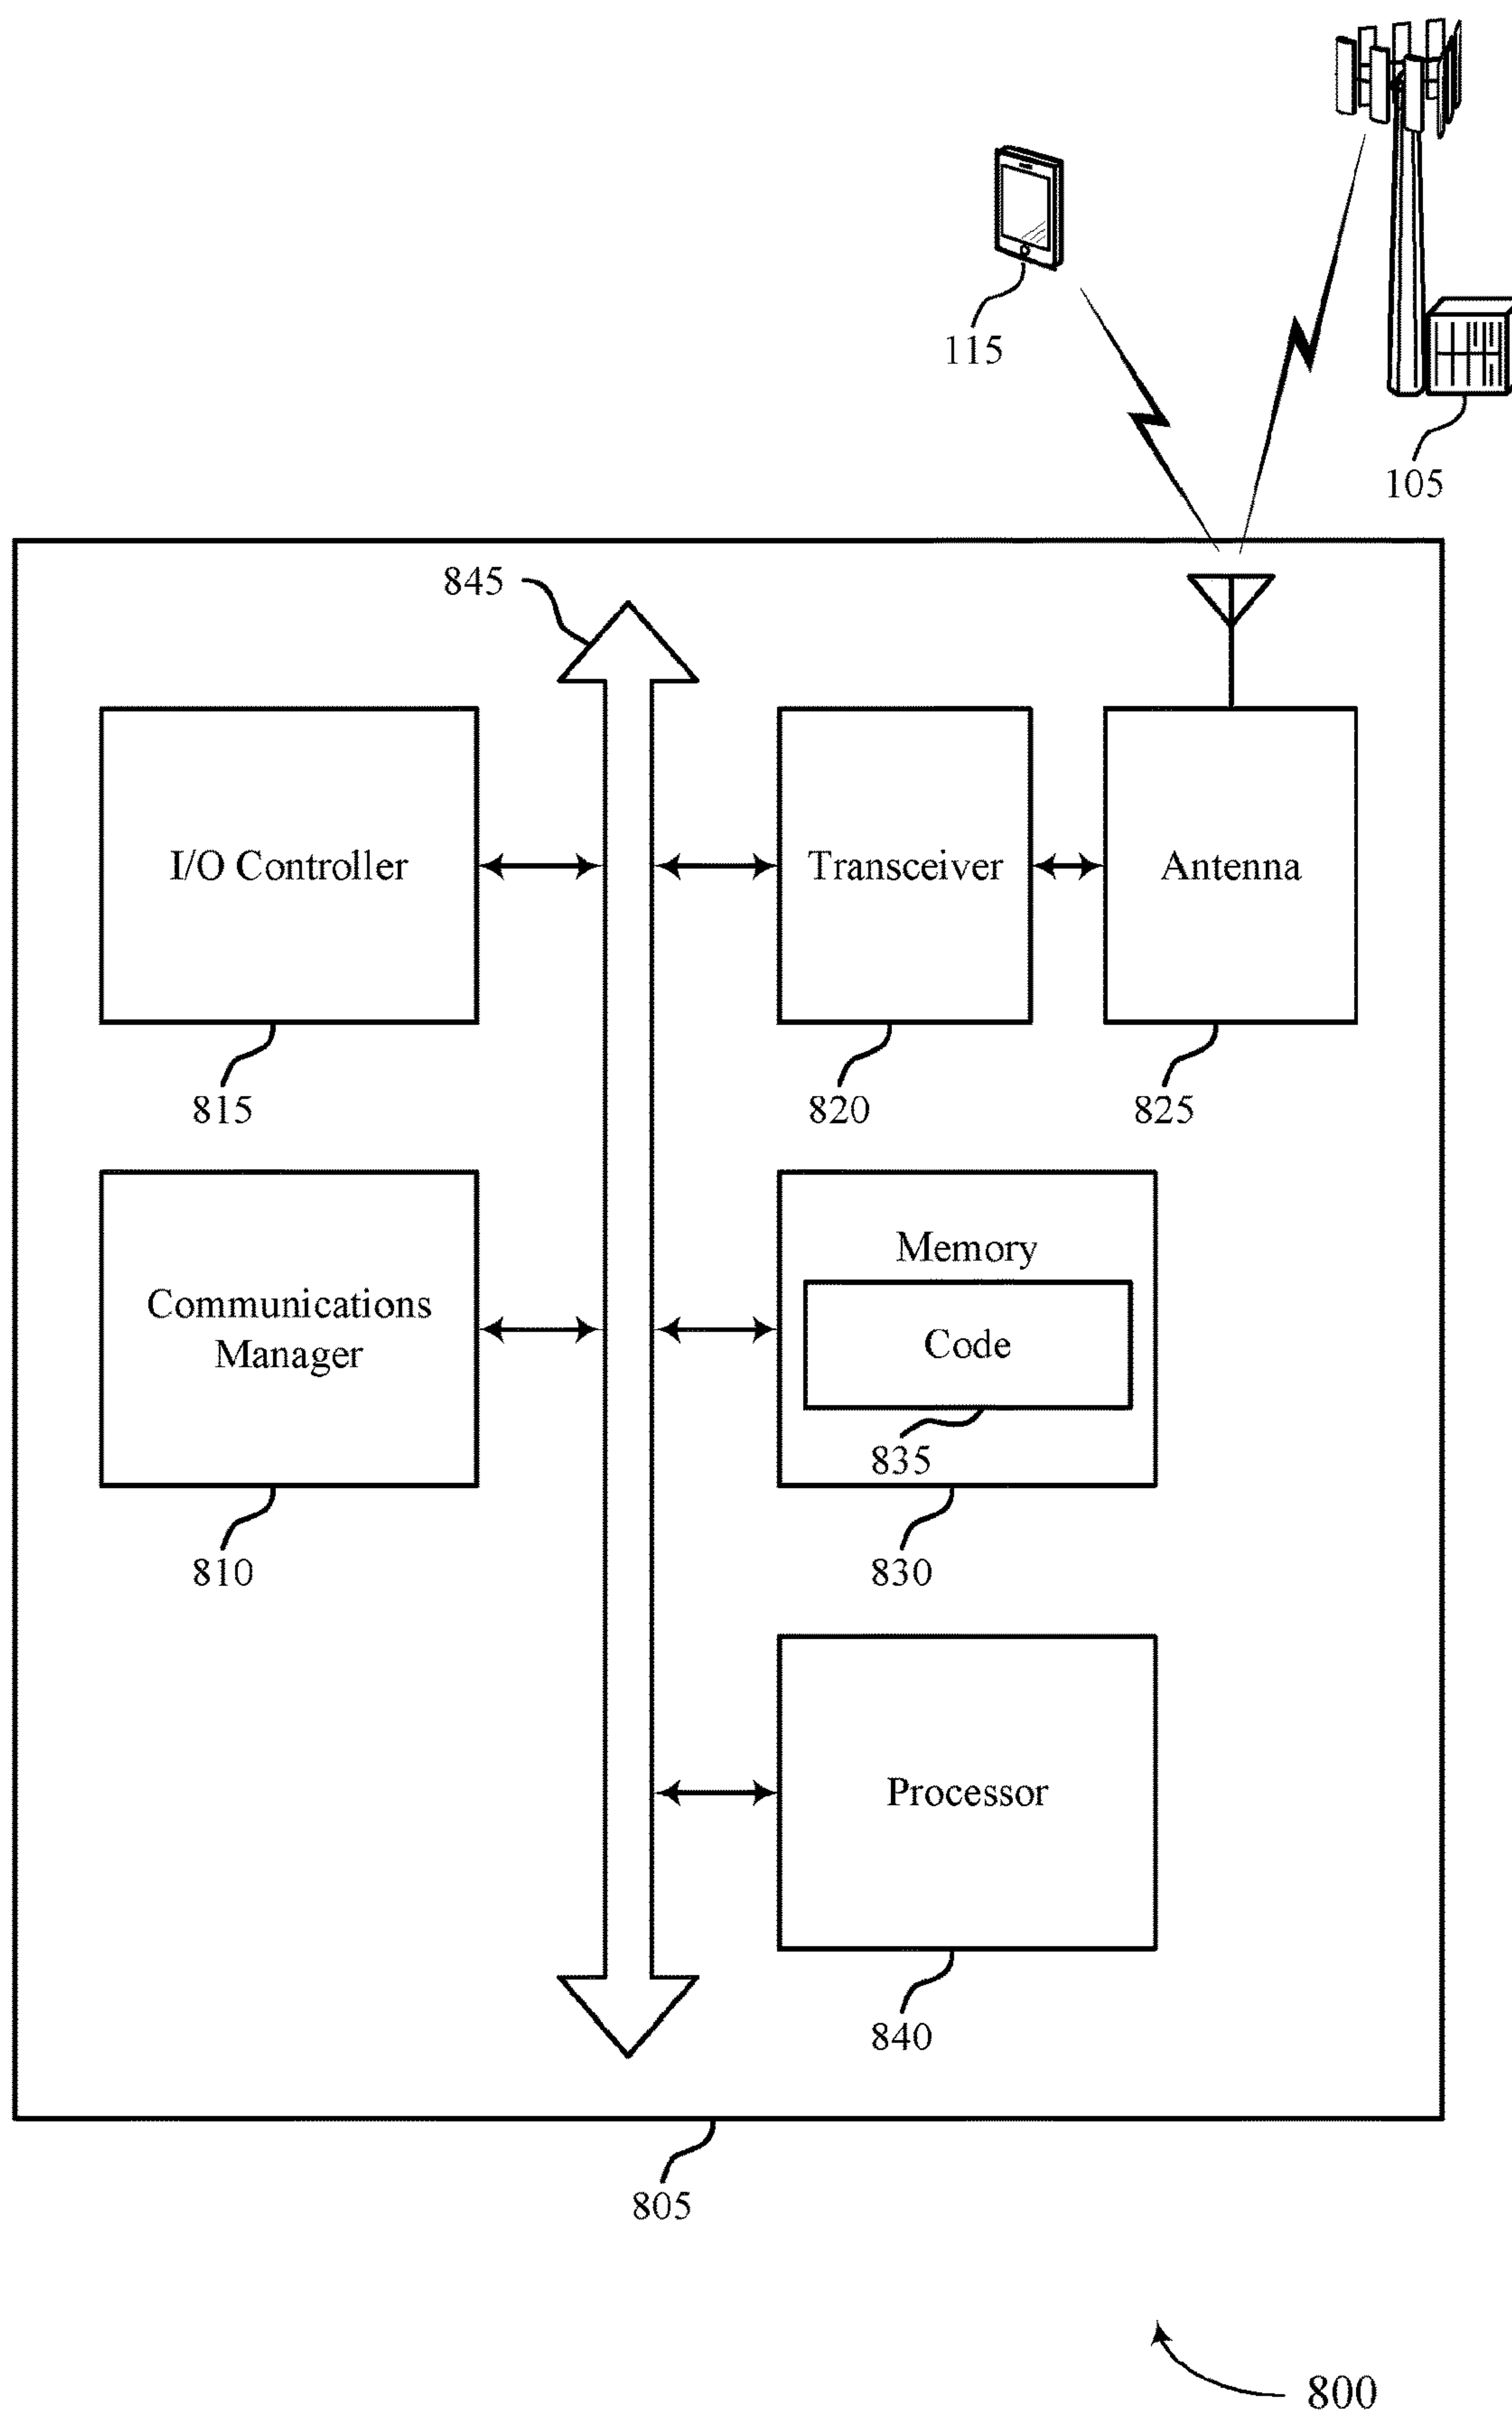 115
105
845
I/O Controller
Transceiver
Antenna
815
820
825
Communications
Manager
Memory
Code
835
810
830
Processor
840
805
800